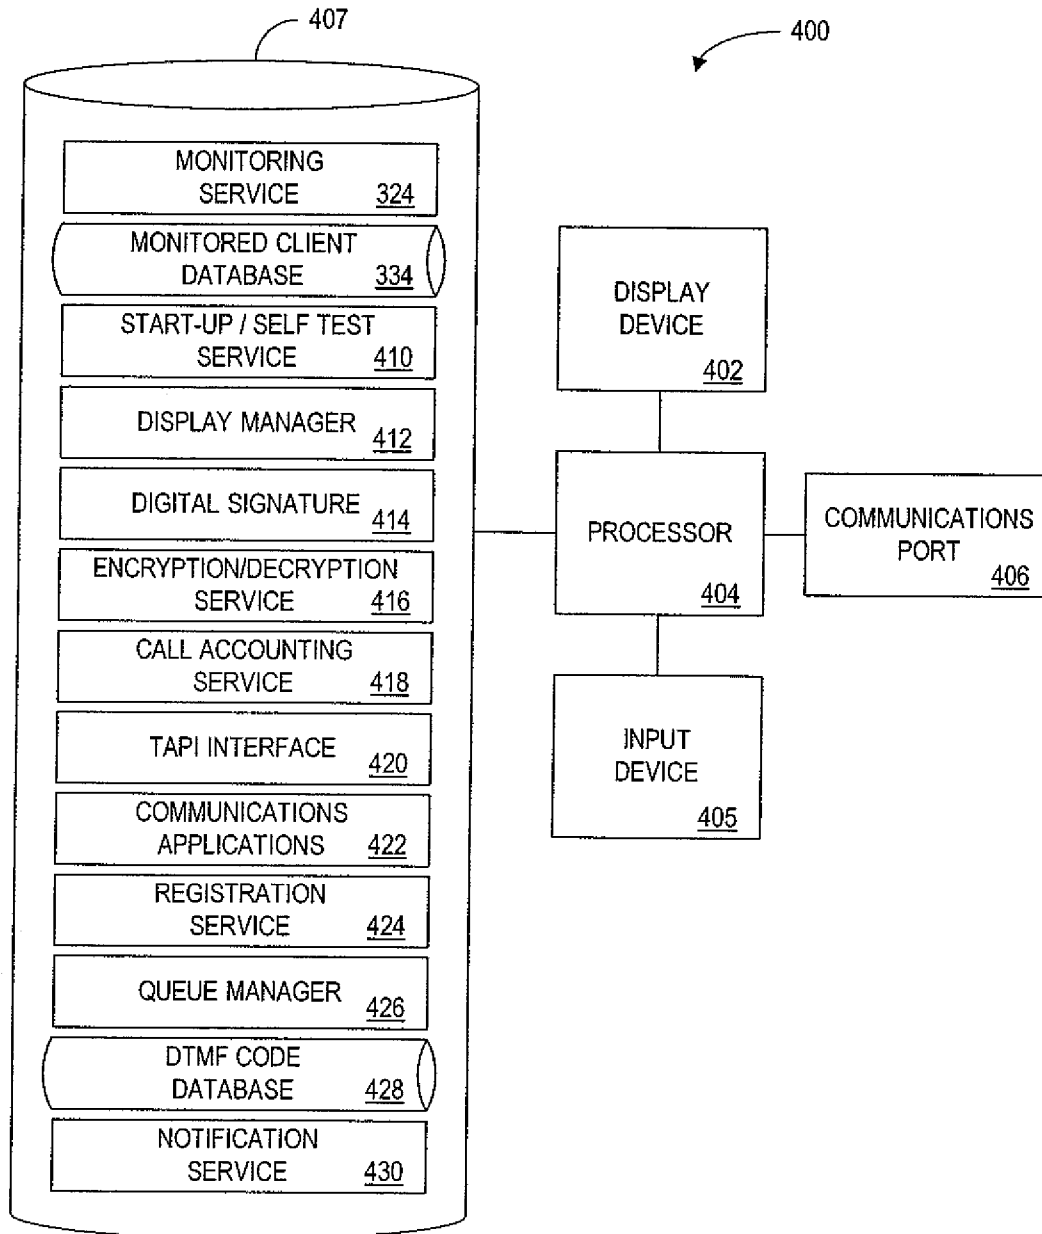 407
400
MONITORING
SERVICE 324
MONITORED CLIENT
DATABASE 334
START-UP / SELF TEST
SERVICE 410
DISPLAY MANAGER 412
DIGITAL SIGNATURE 414
ENCRYPTION/DECRYPTION
SERVICE 416
CALL ACCOUNTING
SERVICE 418
TAPI INTERFACE 420
COMMUNICATIONS
APPLICATIONS 422
REGISTRATION
SERVICE 424
QUEUE MANAGER 426
DTMF CODE
DATABASE 428
NOTIFICATION
SERVICE 430
DISPLAY
DEVICE
402
PROCESSOR
404
COMMUNICATIONS
PORT
406
INPUT
DEVICE
405